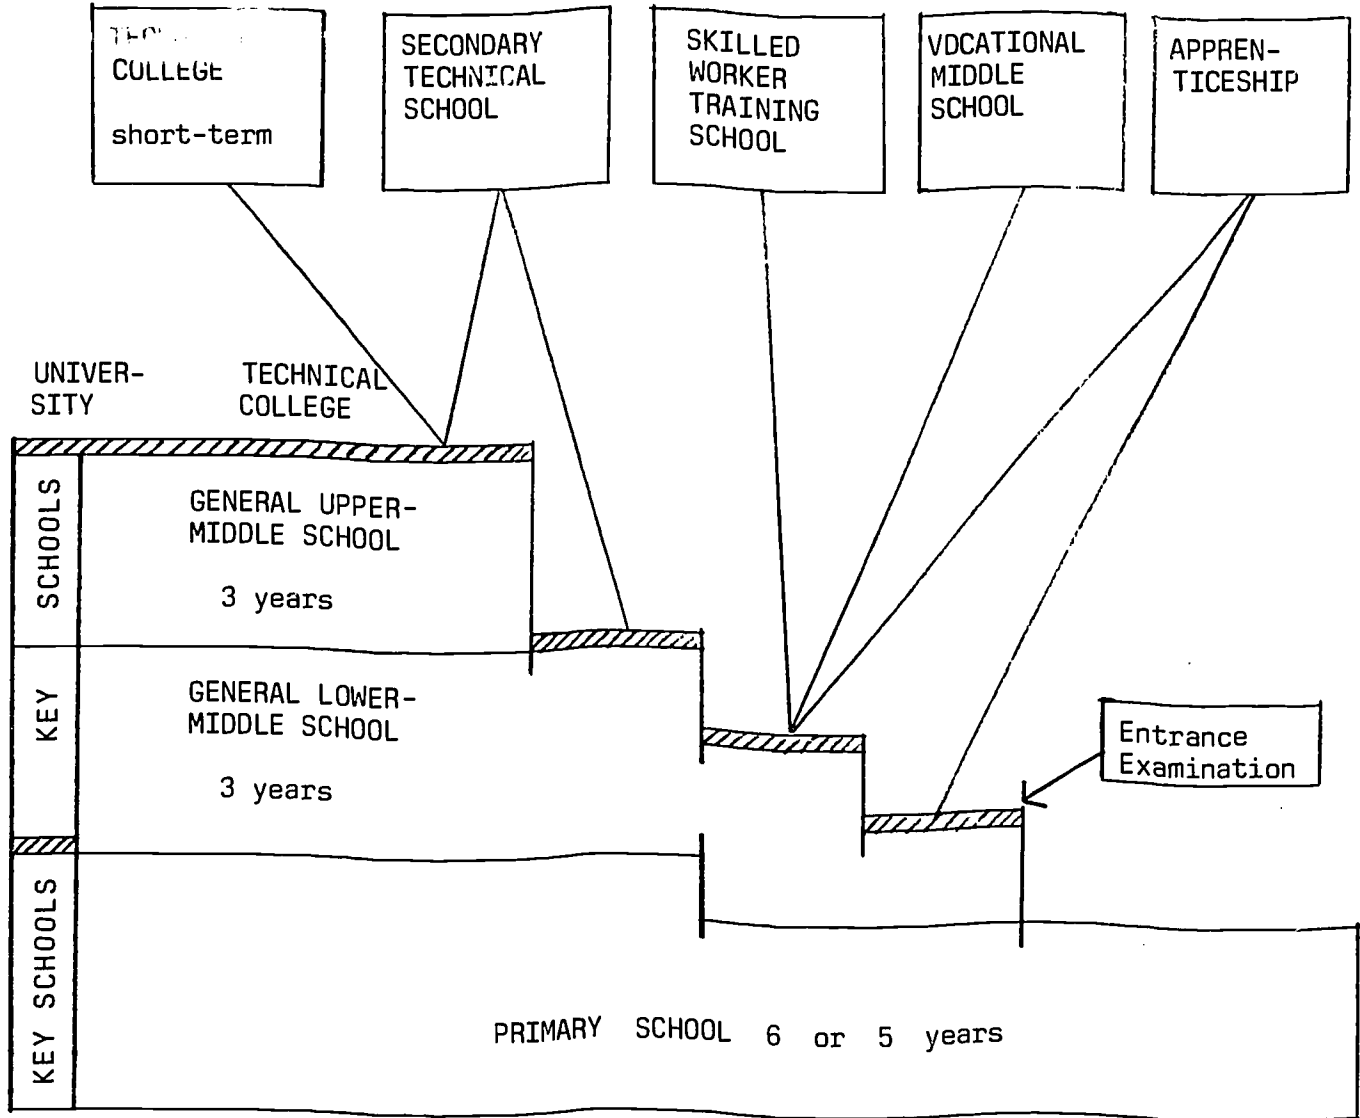 COLLEGE
short-term
SECONDARY
TECHNICAL
SCHOOL
SKILLED
WORKER
TRAINING
SCHOOL
VOCATIONAL
MIDDLE
SCHOOL
APPREN-
TICESHIP
UNIVER-
SITY
TECHNICAL
COLLEGE
SCHOOLS
KEY
GENERAL UPPER-
MIDDLE SCHOOL
3 years
GENERAL LOWER-
MIDDLE SCHOOL
3 years
Entrance
Examination
KEY SCHOOLS
PRIMARY SCHOOL 6 or 5 years